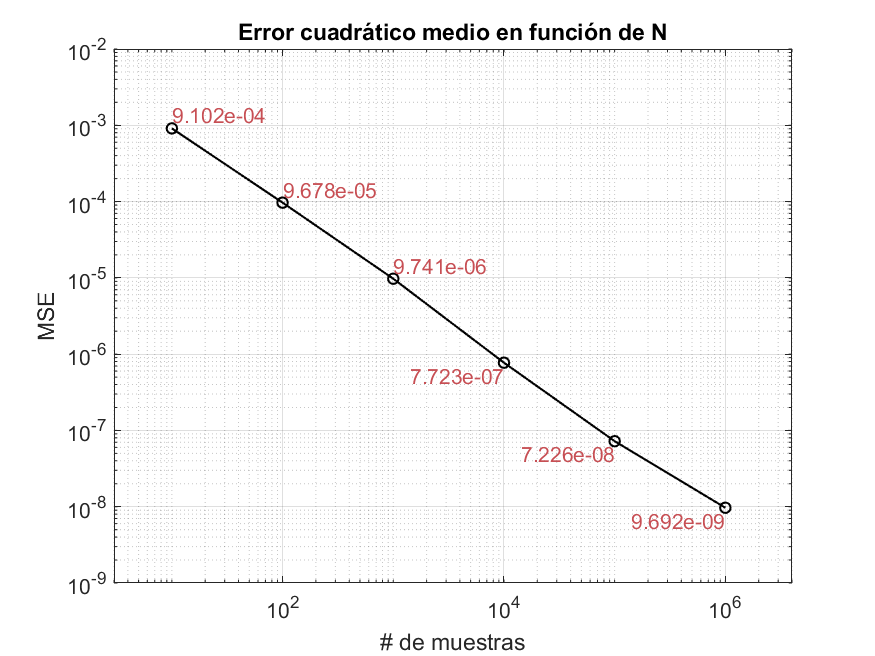 Error cuadrático medio en función de N
10^-2
10^-3
10^-4
10^-5
10^-6
10^-7
10^-8
10^-9
MSE
9.102e-04
9.678e-05
9.741e-06
7.723e-07
7.226e-08
9.692e-09
10^2
10^4
10^6
# de muestras